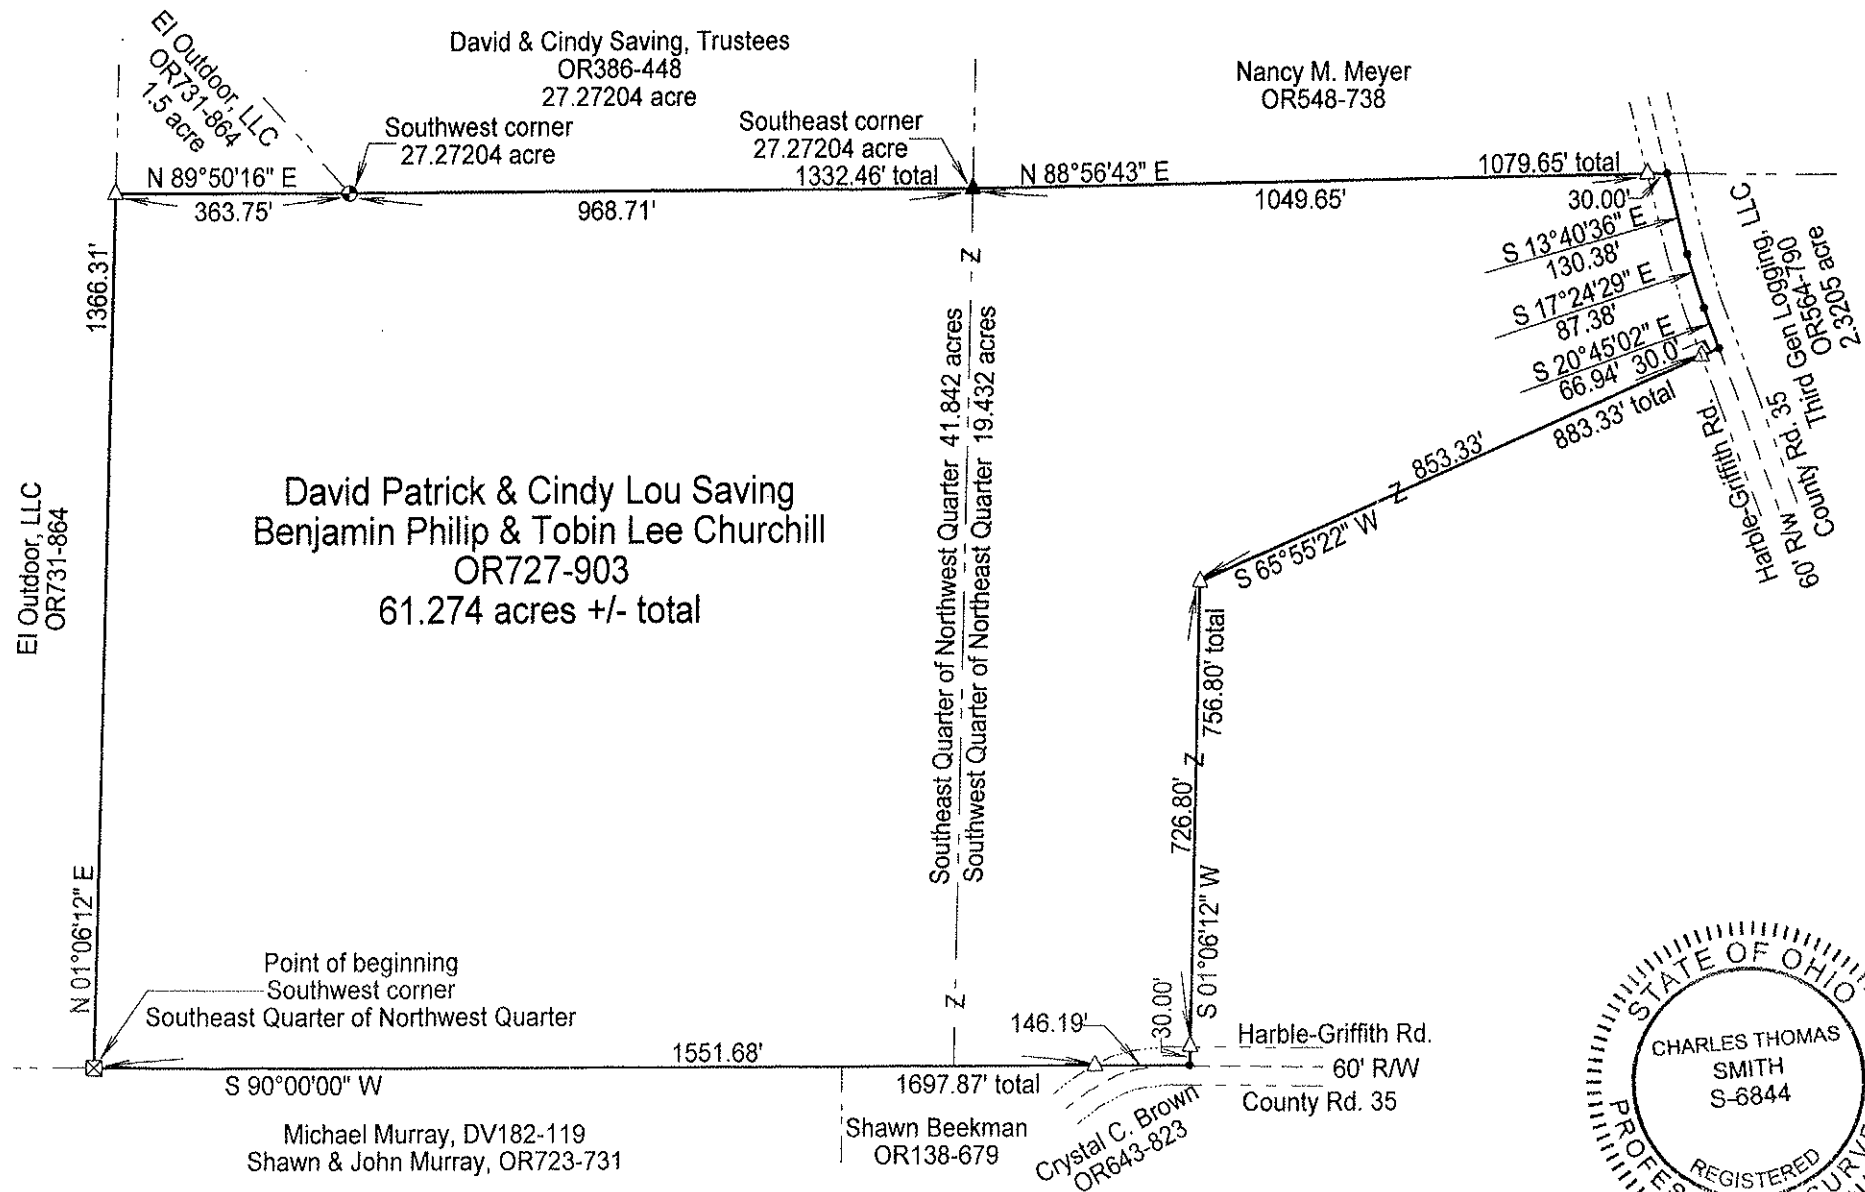 El Outdoor, LLC
OR731-864
1.5 acre
David & Cindy Saving, Trustees
OR386-448
27.27204 acre
Nancy M. Meyer
OR548-738
Southwest corner
27.27204 acre
Southeast corner
27.27204 acre
N 89°50'16" E
363.75'
968.71'
1332.46' total
N 88°56'43" E
1049.65'
1079.65' total
30.00'
S 13°40'36" E
130.38'
S 17°24'29" E
87.38'
S 20°45'02" E
66.94'
30.0'
Third Gen Logging, LLC
OR564-790
2.3205 acre
Harble-Griffith Rd.
60' R/W
County Rd. 35
1366.31'
Z
Southeast Quarter of Northwest Quarter 41.842 acres
Southwest Quarter of Northeast Quarter 19.432 acres
883.33' total
853.33'
Z
S 65°55'22" W
El Outdoor, LLC
OR731-864
David Patrick & Cindy Lou Saving
Benjamin Philip & Tobin Lee Churchill
OR727-903
61.274 acres +/- total
756.80' total
Z
726.80'
S 01°06'12" W
30.00'
N 01°06'12" E
Point of beginning
Southwest corner
Southeast Quarter of Northwest Quarter
Z
146.19'
1551.68'
S 90°00'00" W
1697.87' total
Harble-Griffith Rd.
60' R/W
County Rd. 35
Michael Murray, DV182-119
Shawn & John Murray, OR723-731
Shawn Beekman
OR138-679
Crystal C. Brown
OR643-823
STATE OF OHIO
CHARLES THOMAS
SMITH
S-6844
REGISTERED